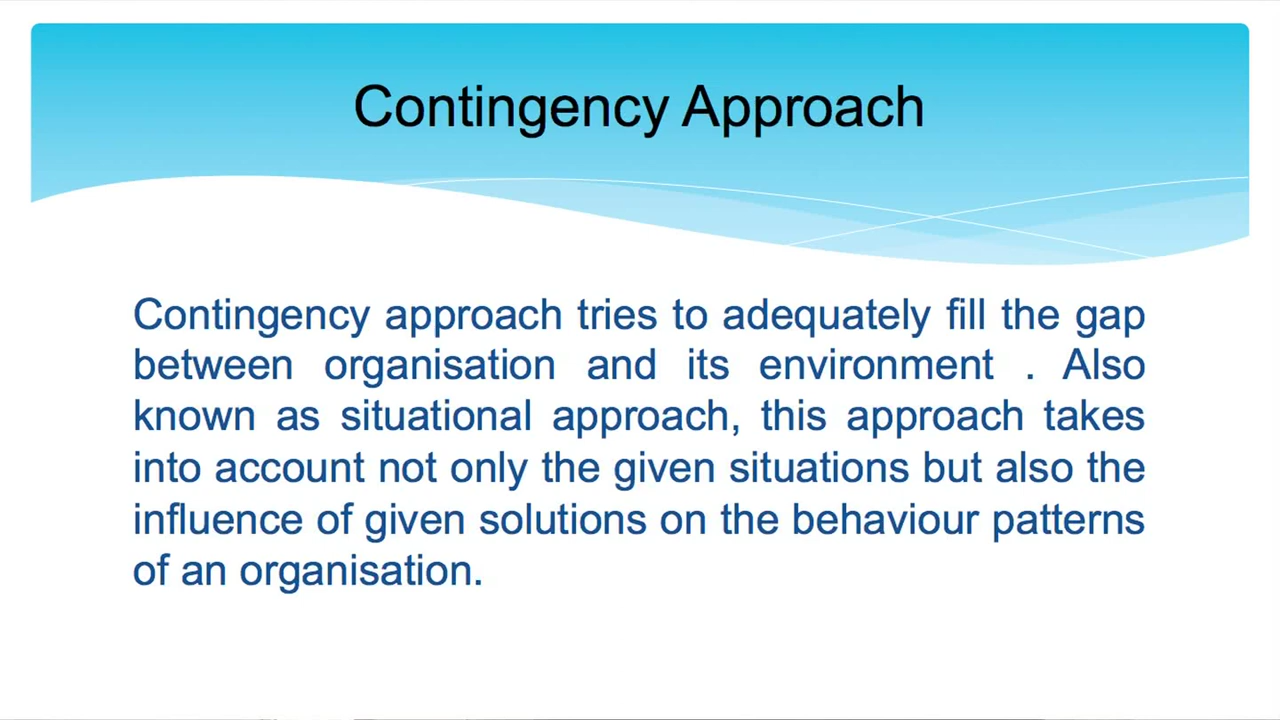 Contingency Approach
Contingency approach tries to adequately fill the gap
between organisation and its environment . Also
known as situational approach, this approach takes
into account not only the given situations but also the
influence of given solutions on the behaviour patterns
of an organisation.